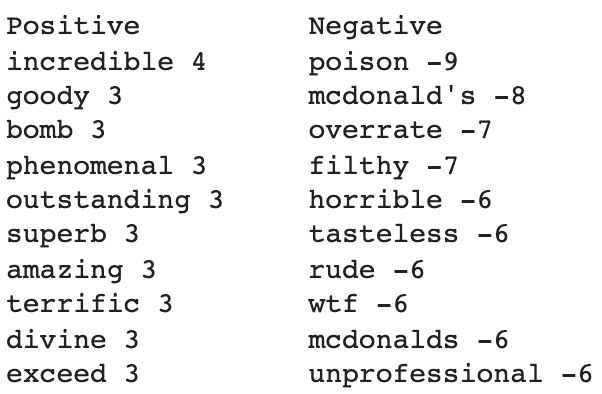 Positive Negative
incredible 4 poison -9
goody 3 mcdonald's -8
bomb 3 overrate -7
phenomenal 3 filthy -7
outstanding 3 horrible -6
superb 3 tasteless -6
amazing 3 rude -6
terrific 3 wtf -6
divine 3 mcdonalds -6
exceed 3 unprofessional -6